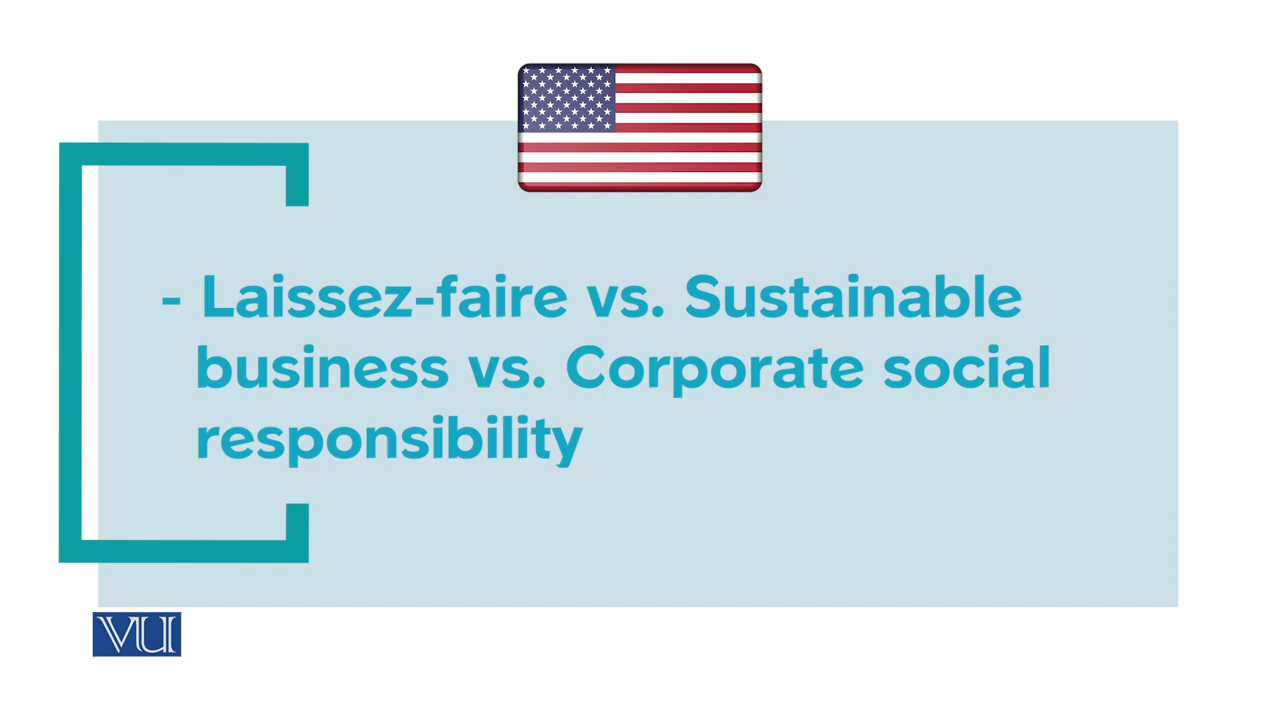 - Laissez-faire vs. Sustainable
business vs. Corporate social
responsibility
VU